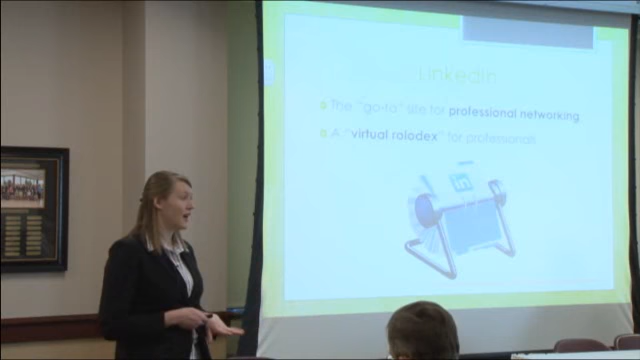 LinkedIn
The "go-to" site for professional networking
A "virtual rolodex" for professionals
in